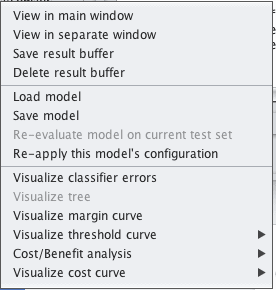 View in main window
View in separate window
Save result buffer
Delete result buffer
Load model
Save model
Re-evaluate model on current test set
Re-apply this model's configuration
Visualize classifier errors
Visualize tree
Visualize margin curve
Visualize threshold curve
Cost/Benefit analysis
Visualize cost curve